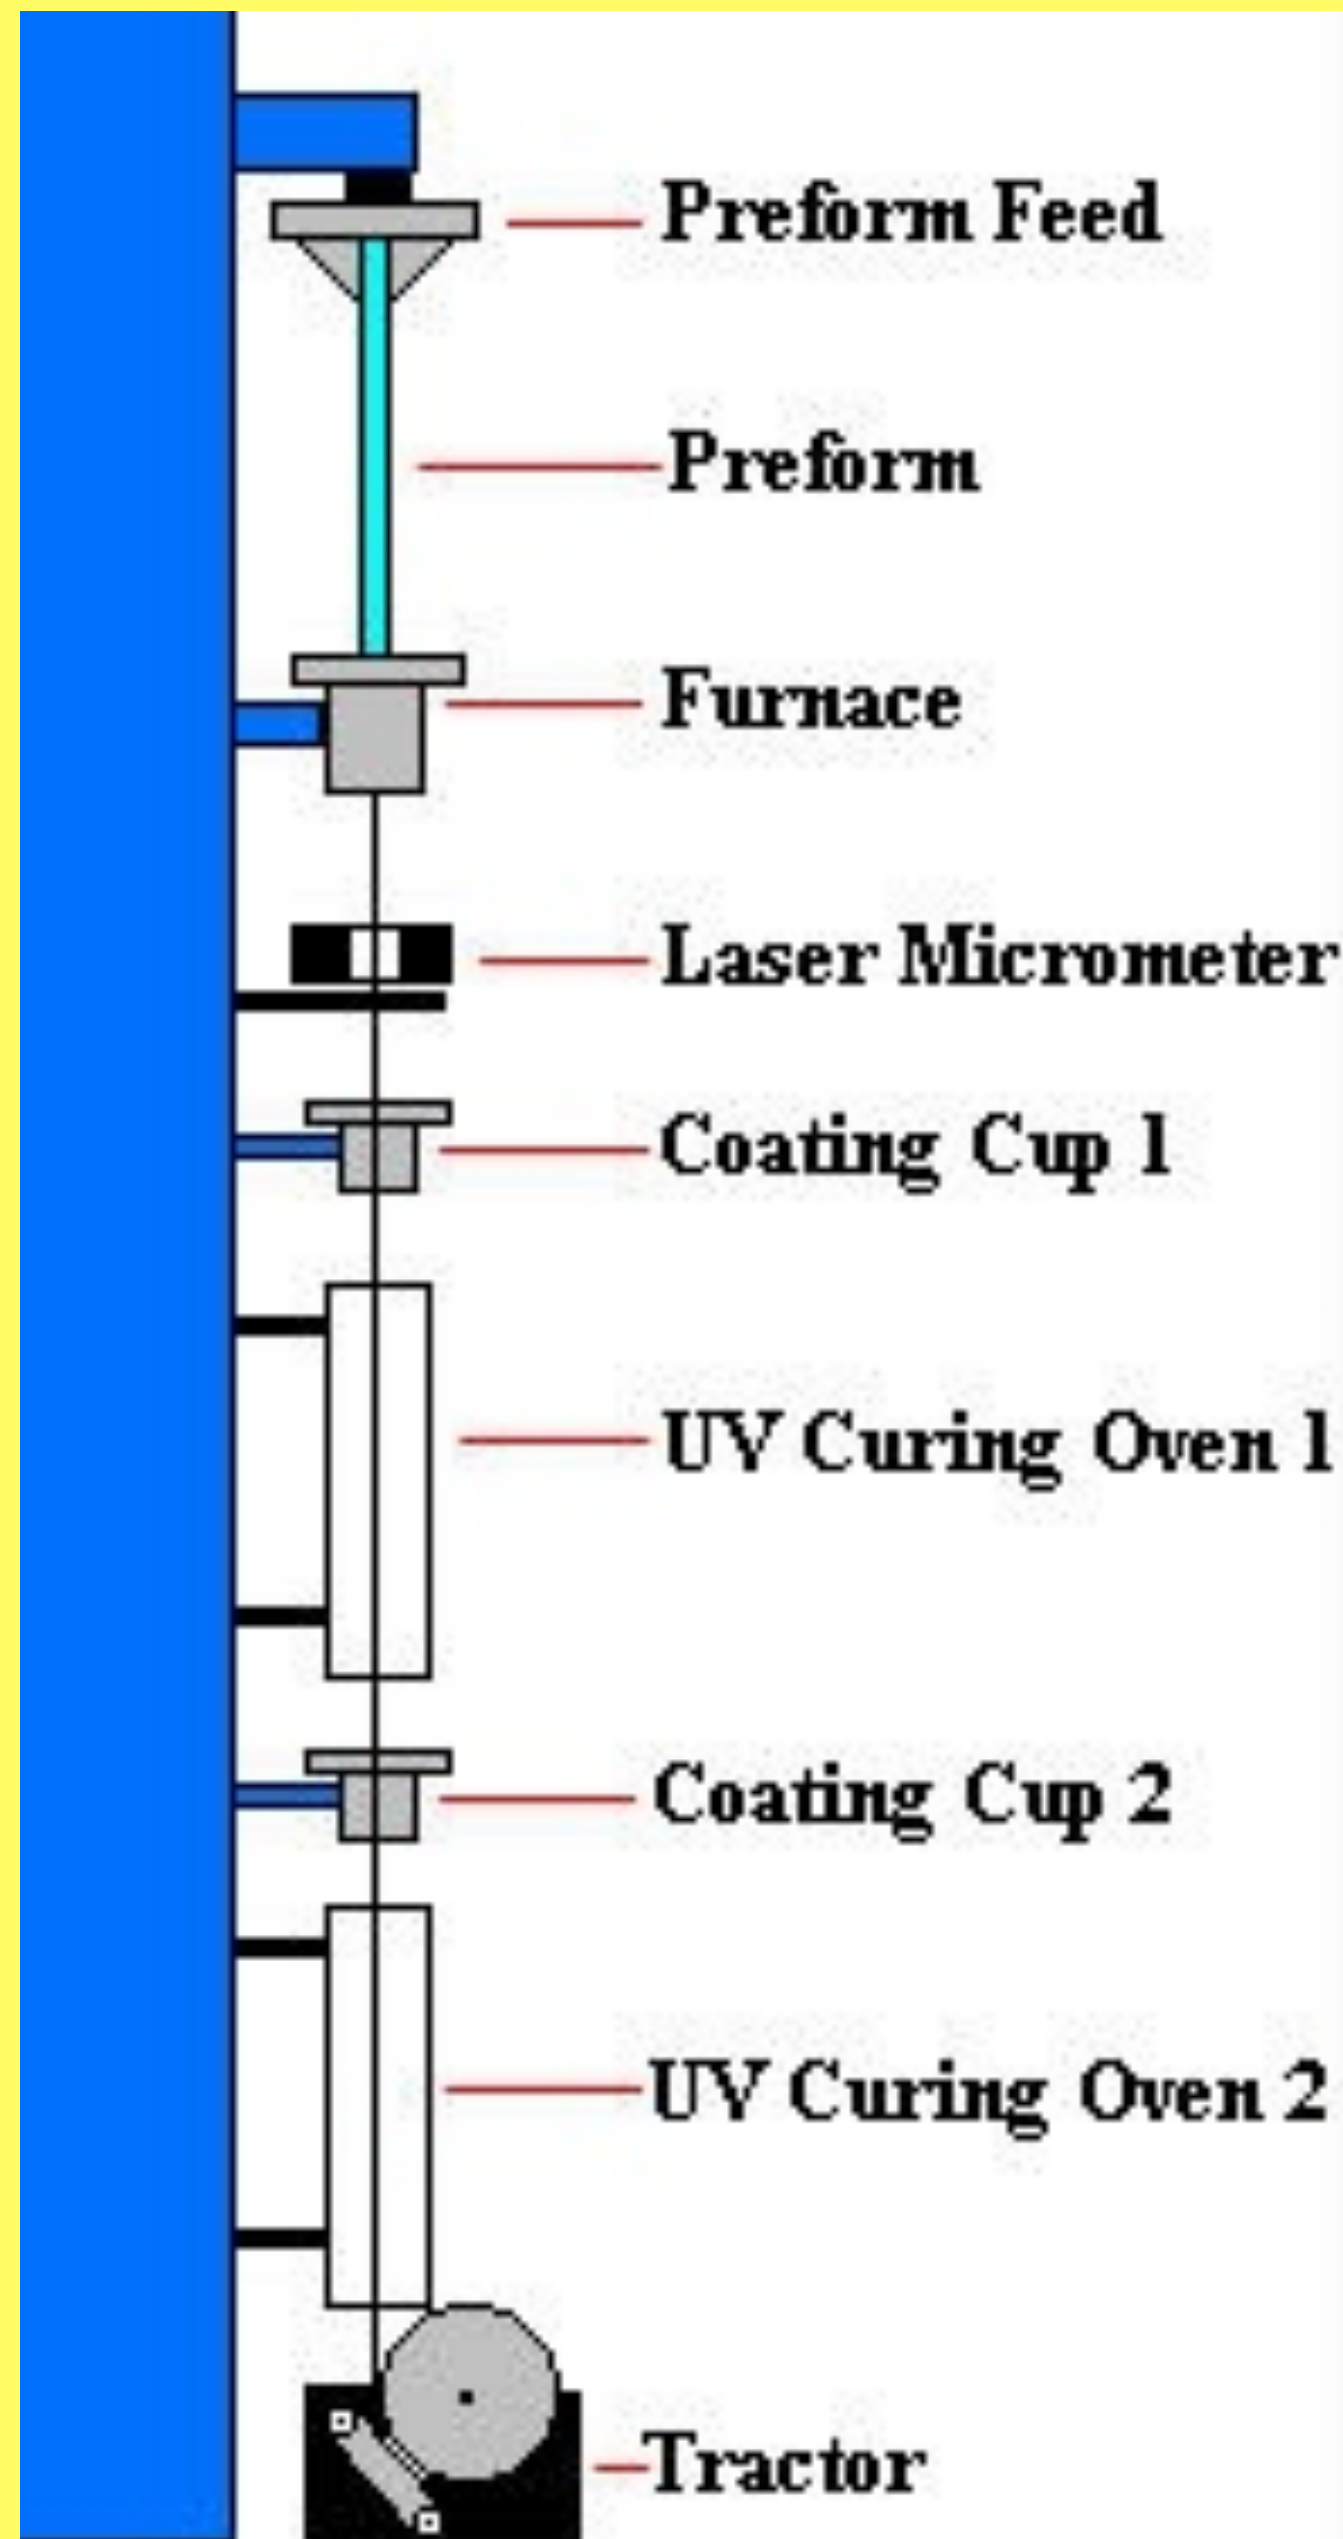 Preform Feed
Preform
Furnace
Laser Micrometer
Coating Cup 1
UV Curing Oven 1
Coating Cup 2
UV Curing Oven 2
Tractor